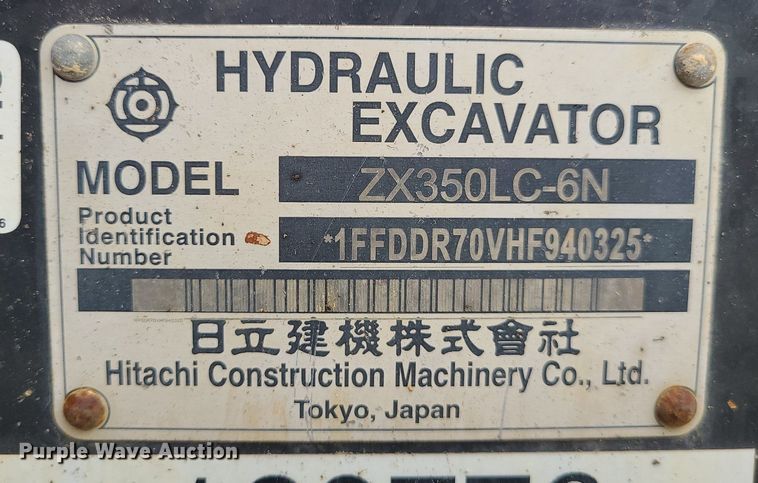 HYDRAULIC
EXCAVATOR
MODEL ZX350LC-6N
Product
Identification
Number
*1FFDDR70VHF940325*
日立建機株式會社
Hitachi Construction Machinery Co., Ltd.
Tokyo, Japan
Purple Wave Auction